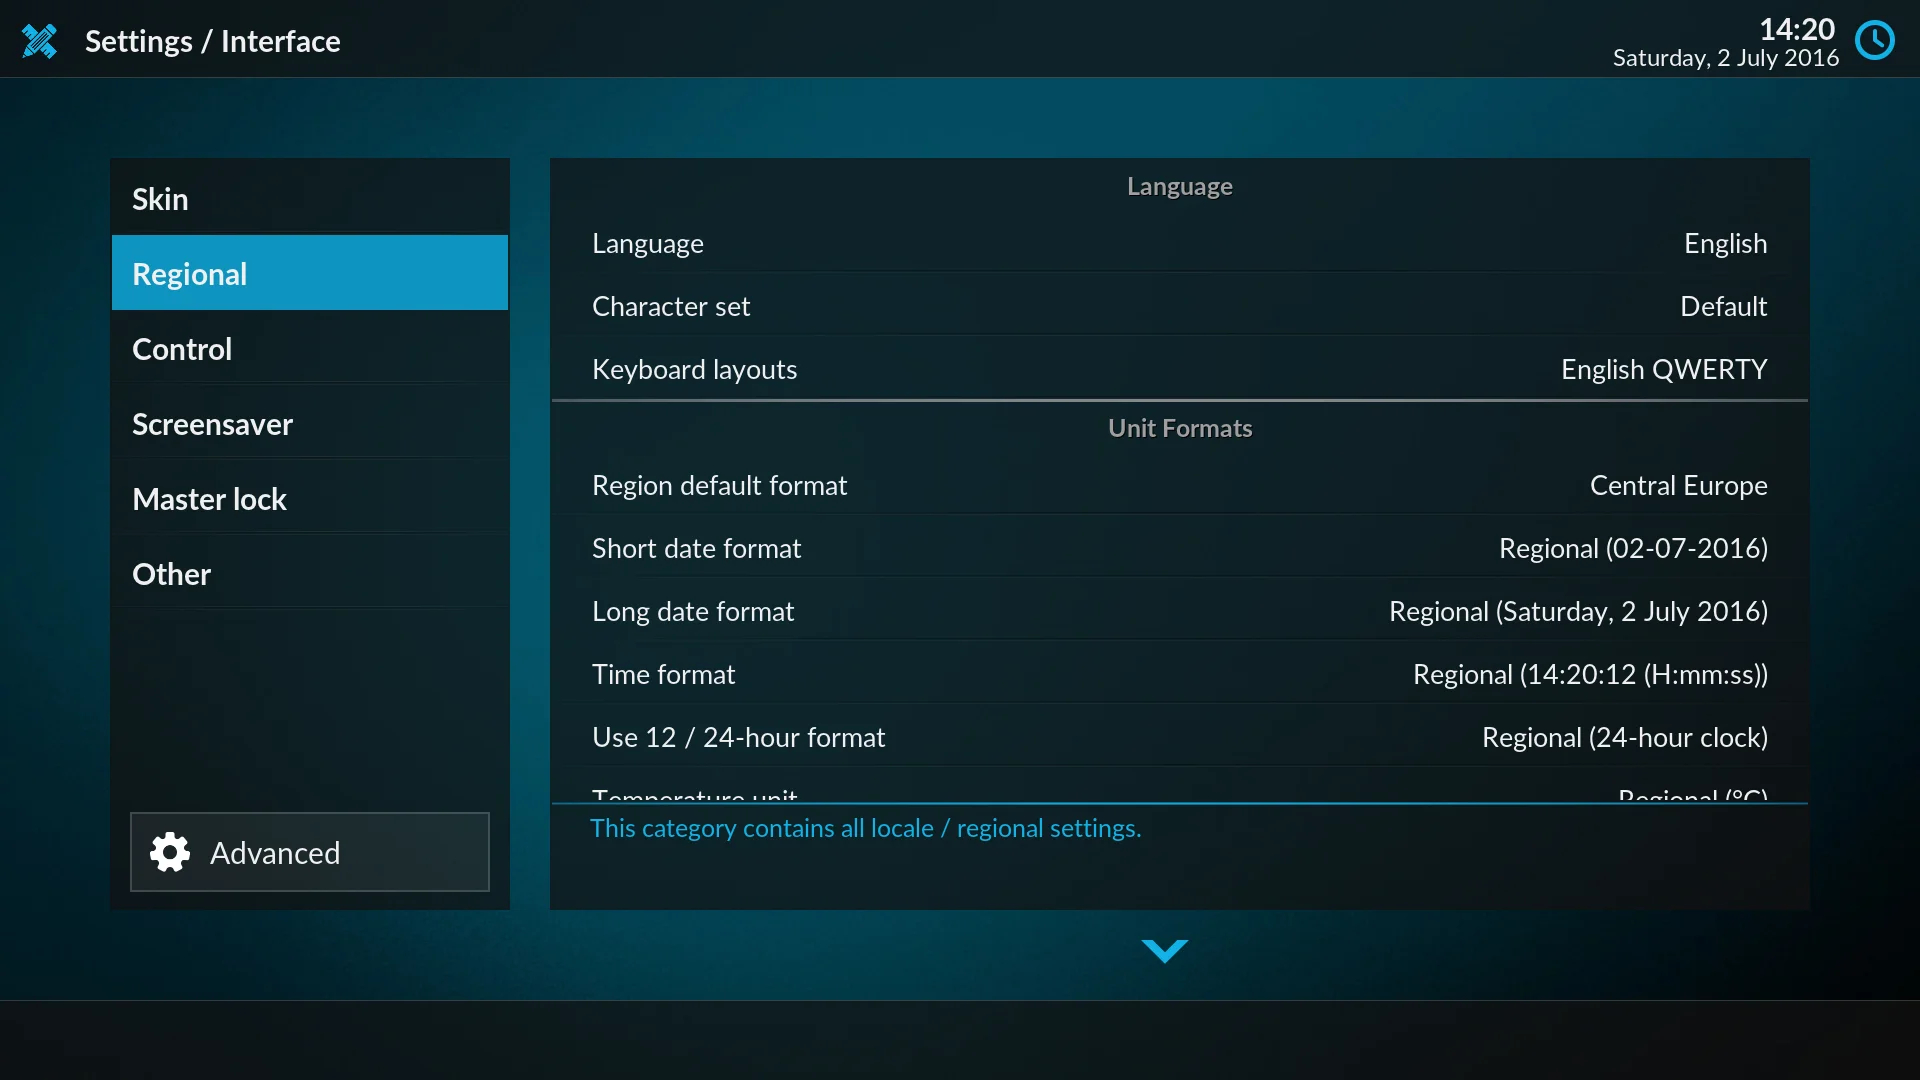 Settings / Interface
14:20
Saturday, 2 July 2016
Skin
Regional
Control
Screensaver
Master lock
Other
Advanced
Language
Language English
Character set Default
Keyboard layouts English QWERTY
Unit Formats
Region default format Central Europe
Short date format Regional (02-07-2016)
Long date format Regional (Saturday, 2 July 2016)
Time format Regional (14:20:12 (H:mm:ss))
Use 12 / 24-hour format Regional (24-hour clock)
Temperature unit Regional (°C)
This category contains all locale / regional settings.